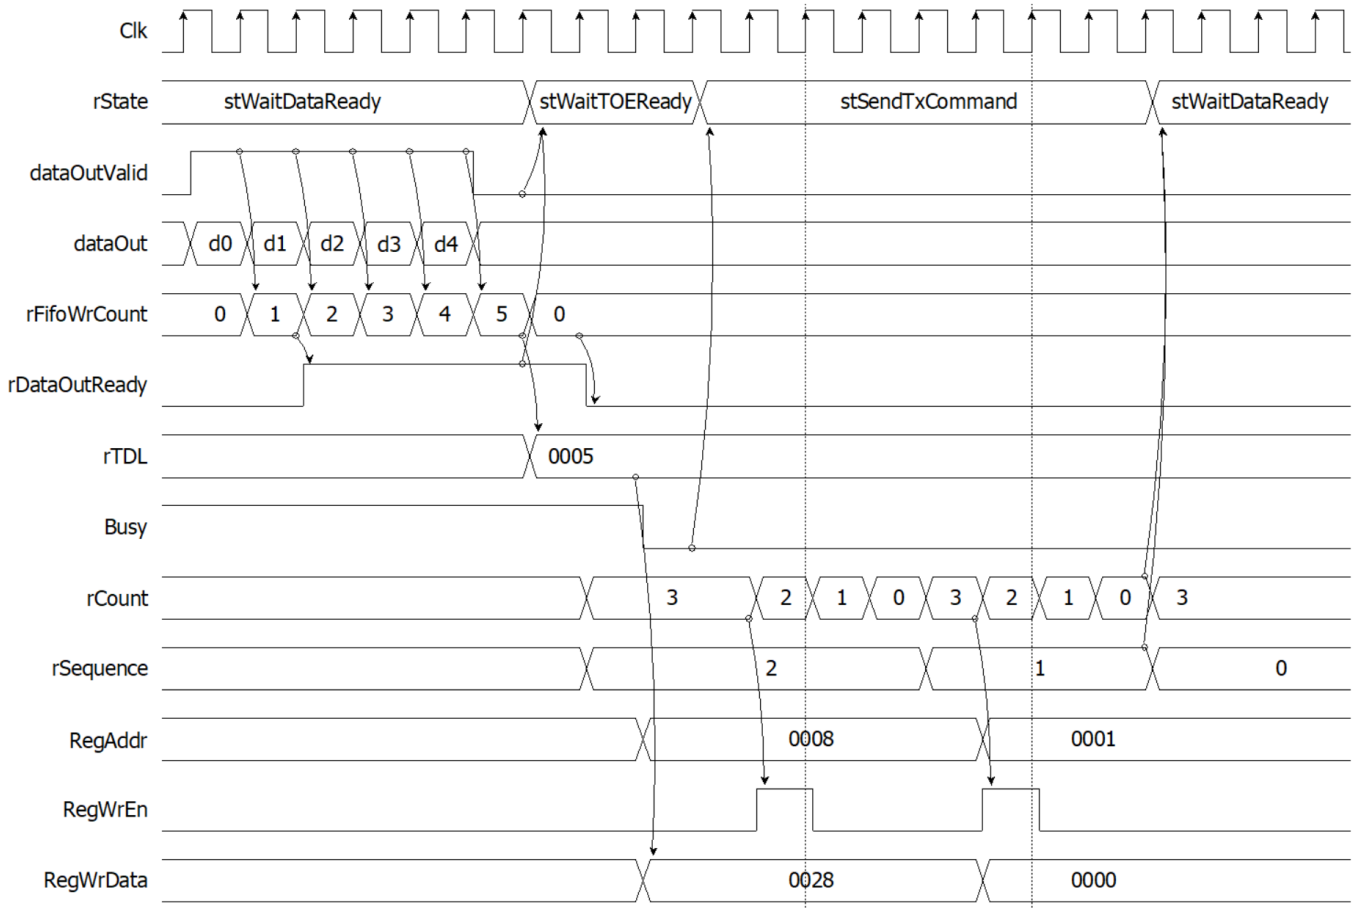 Clk
rState stWaitDataReady stWaitTOEReady stSendTxCommand stWaitDataReady
dataOutValid
dataOut d0 d1 d2 d3 d4
rFifoWrCount 0 1 2 3 4 5 0
rDataOutReady
rTDL 0005
Busy
rCount 3 2 1 0 3 2 1 0 3
rSequence 2 1 0
RegAddr 0008 0001
RegWrEn
RegWrData 0028 0000